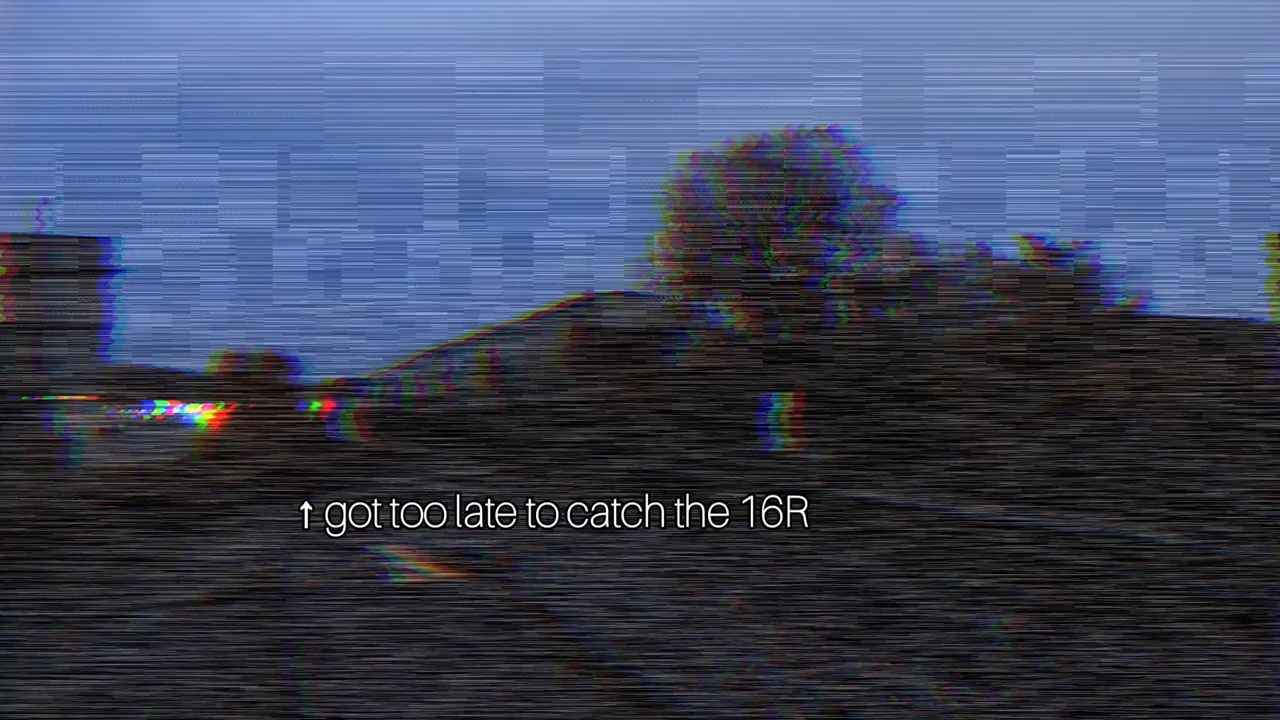 ↑ got too late to catch the 16R